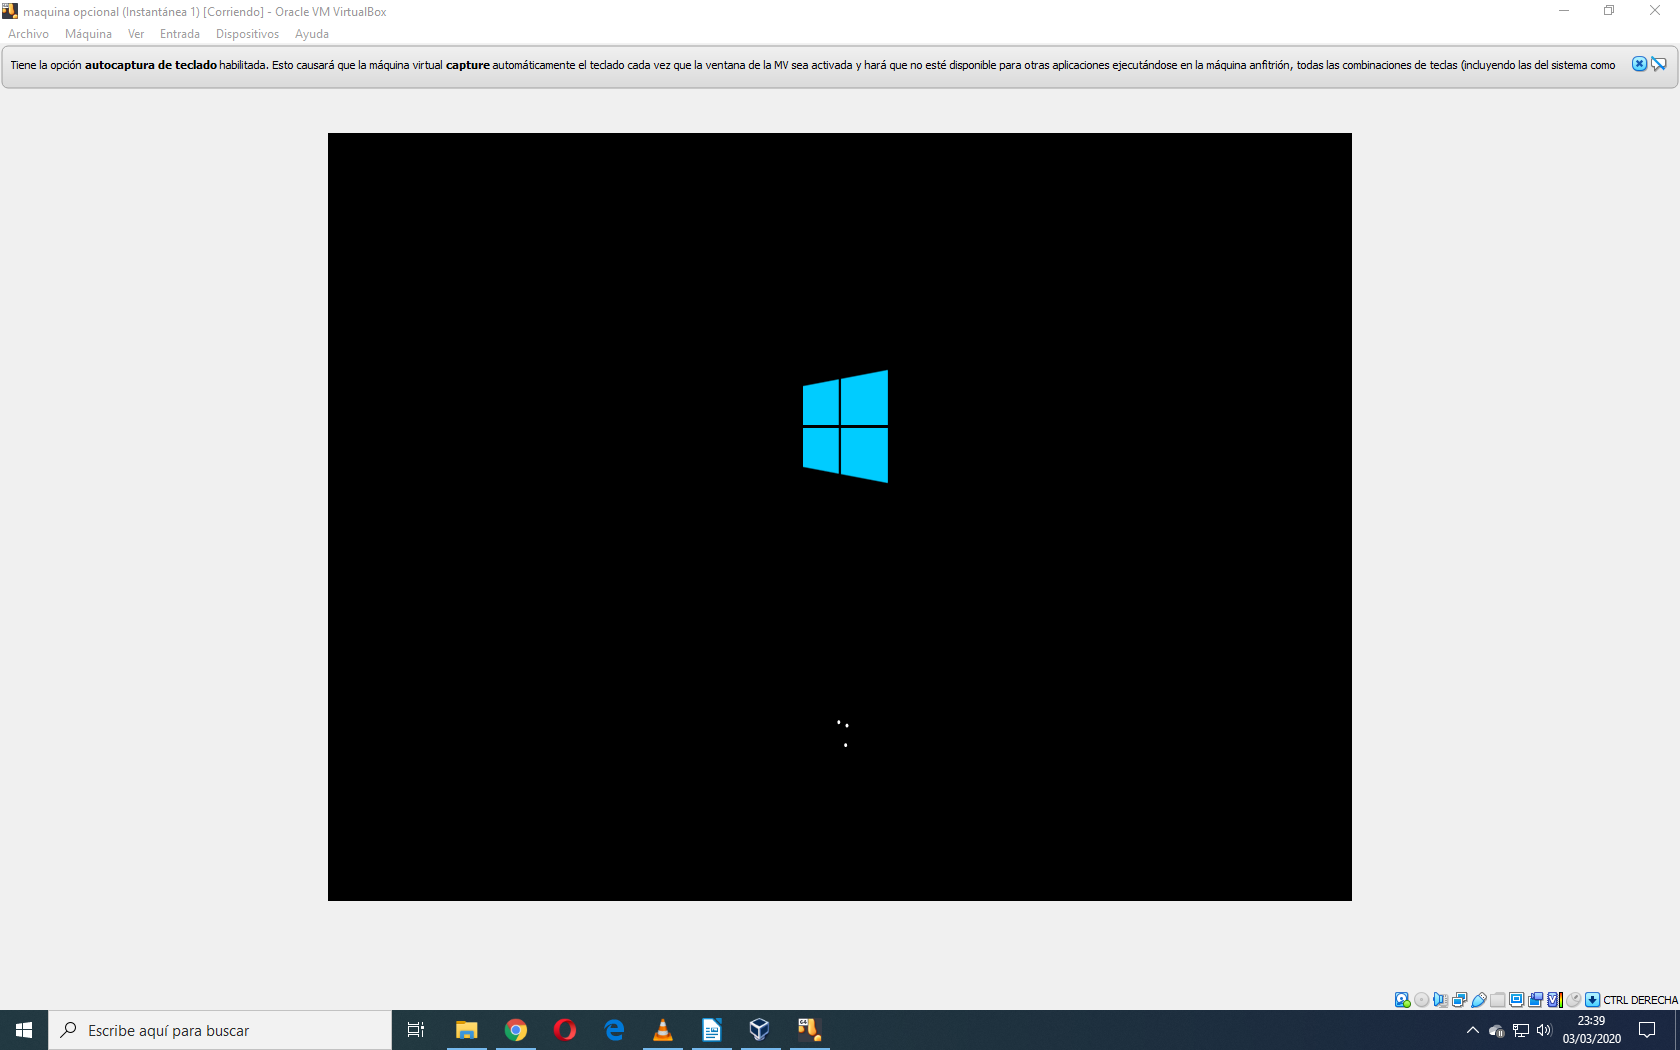 maquina opcional (Instantánea 1) [Corriendo] - Oracle VM VirtualBox
Archivo Máquina Ver Entrada Dispositivos Ayuda
Tiene la opción autocaptura de teclado habilitada. Esto causará que la máquina virtual capture automáticamente el teclado cada vez que la ventana de la MV sea activada y hará que no esté disponible para otras aplicaciones ejecutándose en la máquina anfitrión, todas las combinaciones de teclas (incluyendo las del sistema como
CTRL DERECHA
Escribe aquí para buscar
23:39
03/03/2020